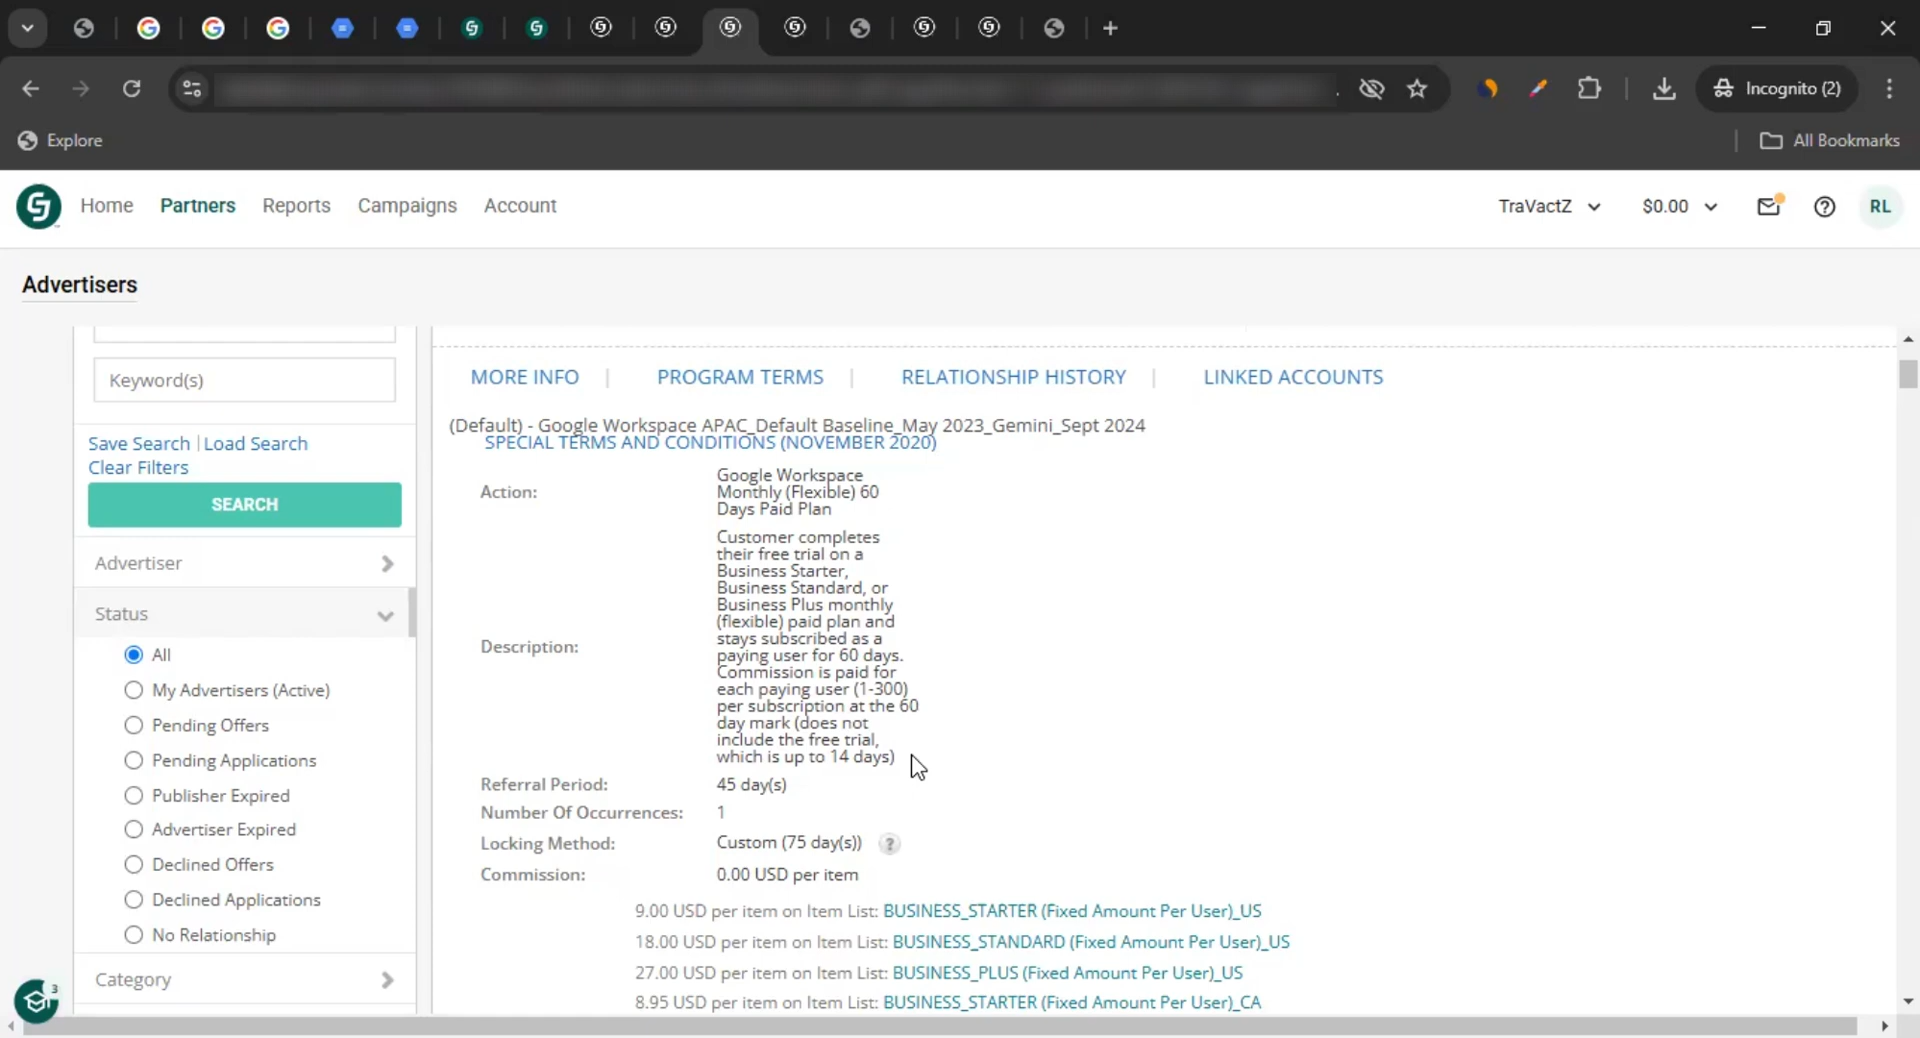 Incognito (2)
Explore
All Bookmarks
Home
Partners
Reports
Campaigns
Account
TraVactZ
$0.00
RL
Advertisers
Keyword(s)
Save Search | Load Search
Clear Filters
SEARCH
Advertiser
Status
All
My Advertisers (Active)
Pending Offers
Pending Applications
Publisher Expired
Advertiser Expired
Declined Offers
Declined Applications
No Relationship
Category
3
MORE INFO | PROGRAM TERMS | RELATIONSHIP HISTORY | LINKED ACCOUNTS
(Default) - Google Workspace APAC_Default Baseline_May 2023_Gemini_Sept 2024
SPECIAL TERMS AND CONDITIONS (NOVEMBER 2020)
Action:
Google Workspace
Monthly (Flexible) 60
Days Paid Plan
Description:
Customer completes
their free trial on a
Business Starter,
Business Standard, or
Business Plus monthly
(flexible) paid plan and
stays subscribed as a
paying user for 60 days.
Commission is paid for
each paying user (1-300)
per subscription at the 60
day mark (does not
include the free trial,
which is up to 14 days)
Referral Period: 45 day(s)
Number Of Occurrences: 1
Locking Method: Custom (75 day(s)) ?
Commission: 0.00 USD per item
9.00 USD per item on Item List: BUSINESS_STARTER (Fixed Amount Per User)_US
18.00 USD per item on Item List: BUSINESS_STANDARD (Fixed Amount Per User)_US
27.00 USD per item on Item List: BUSINESS_PLUS (Fixed Amount Per User)_US
8.95 USD per item on Item List: BUSINESS_STARTER (Fixed Amount Per User)_CA